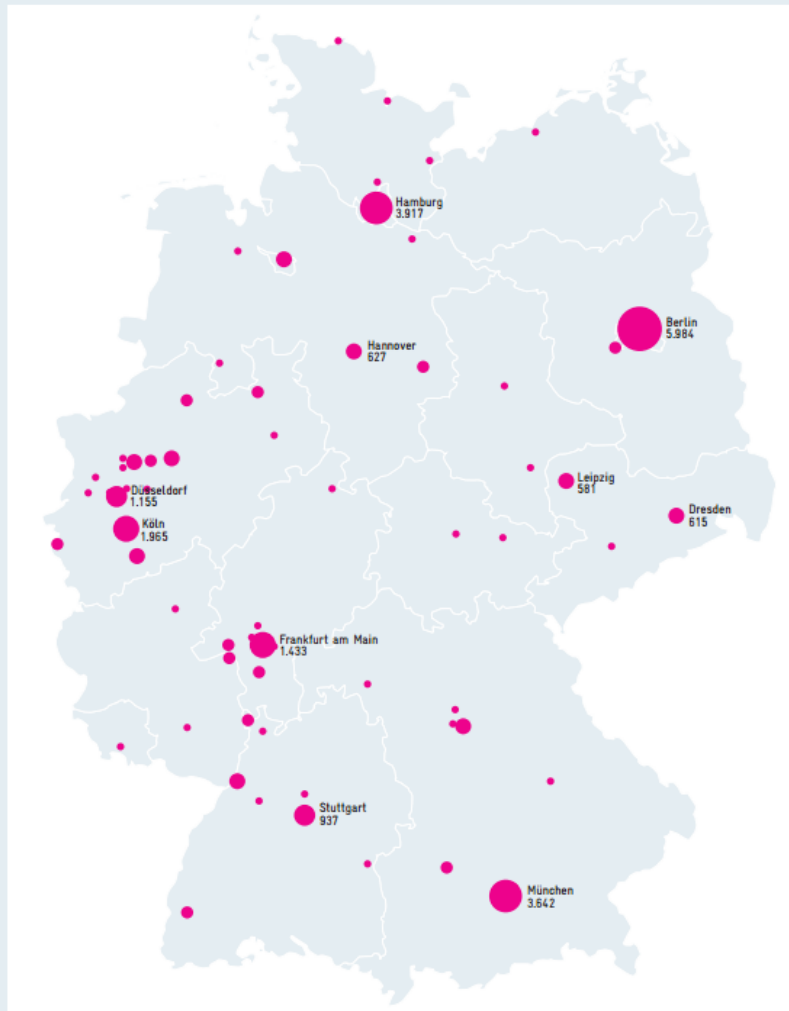 Hamburg
3.917
Berlin
5.984
Hannover
627
Leipzig
581
Düsseldorf
1.155
Dresden
615
Köln
1.965
Frankfurt am Main
1.433
Stuttgart
937
München
3.642